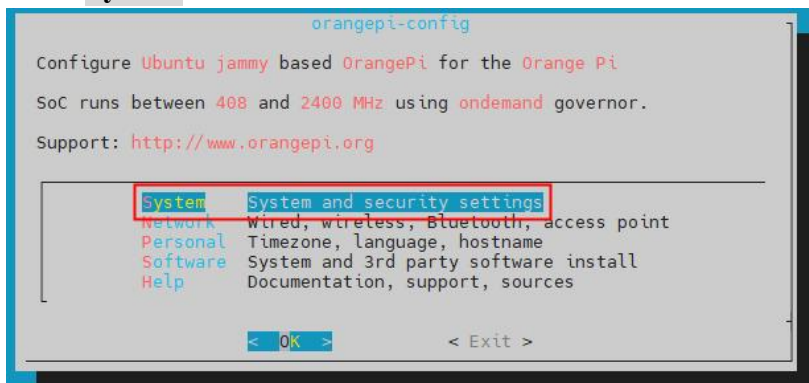 orangepi-config
Configure Ubuntu jammy based OrangePi for the Orange Pi
SoC runs between 408 and 2400 MHz using ondemand governor.
Support: http://www.orangepi.org
System System and security settings
Network Wired, wireless, Bluetooth, access point
Personal Timezone, language, hostname
Software System and 3rd party software install
Help Documentation, support, sources
< OK > < Exit >